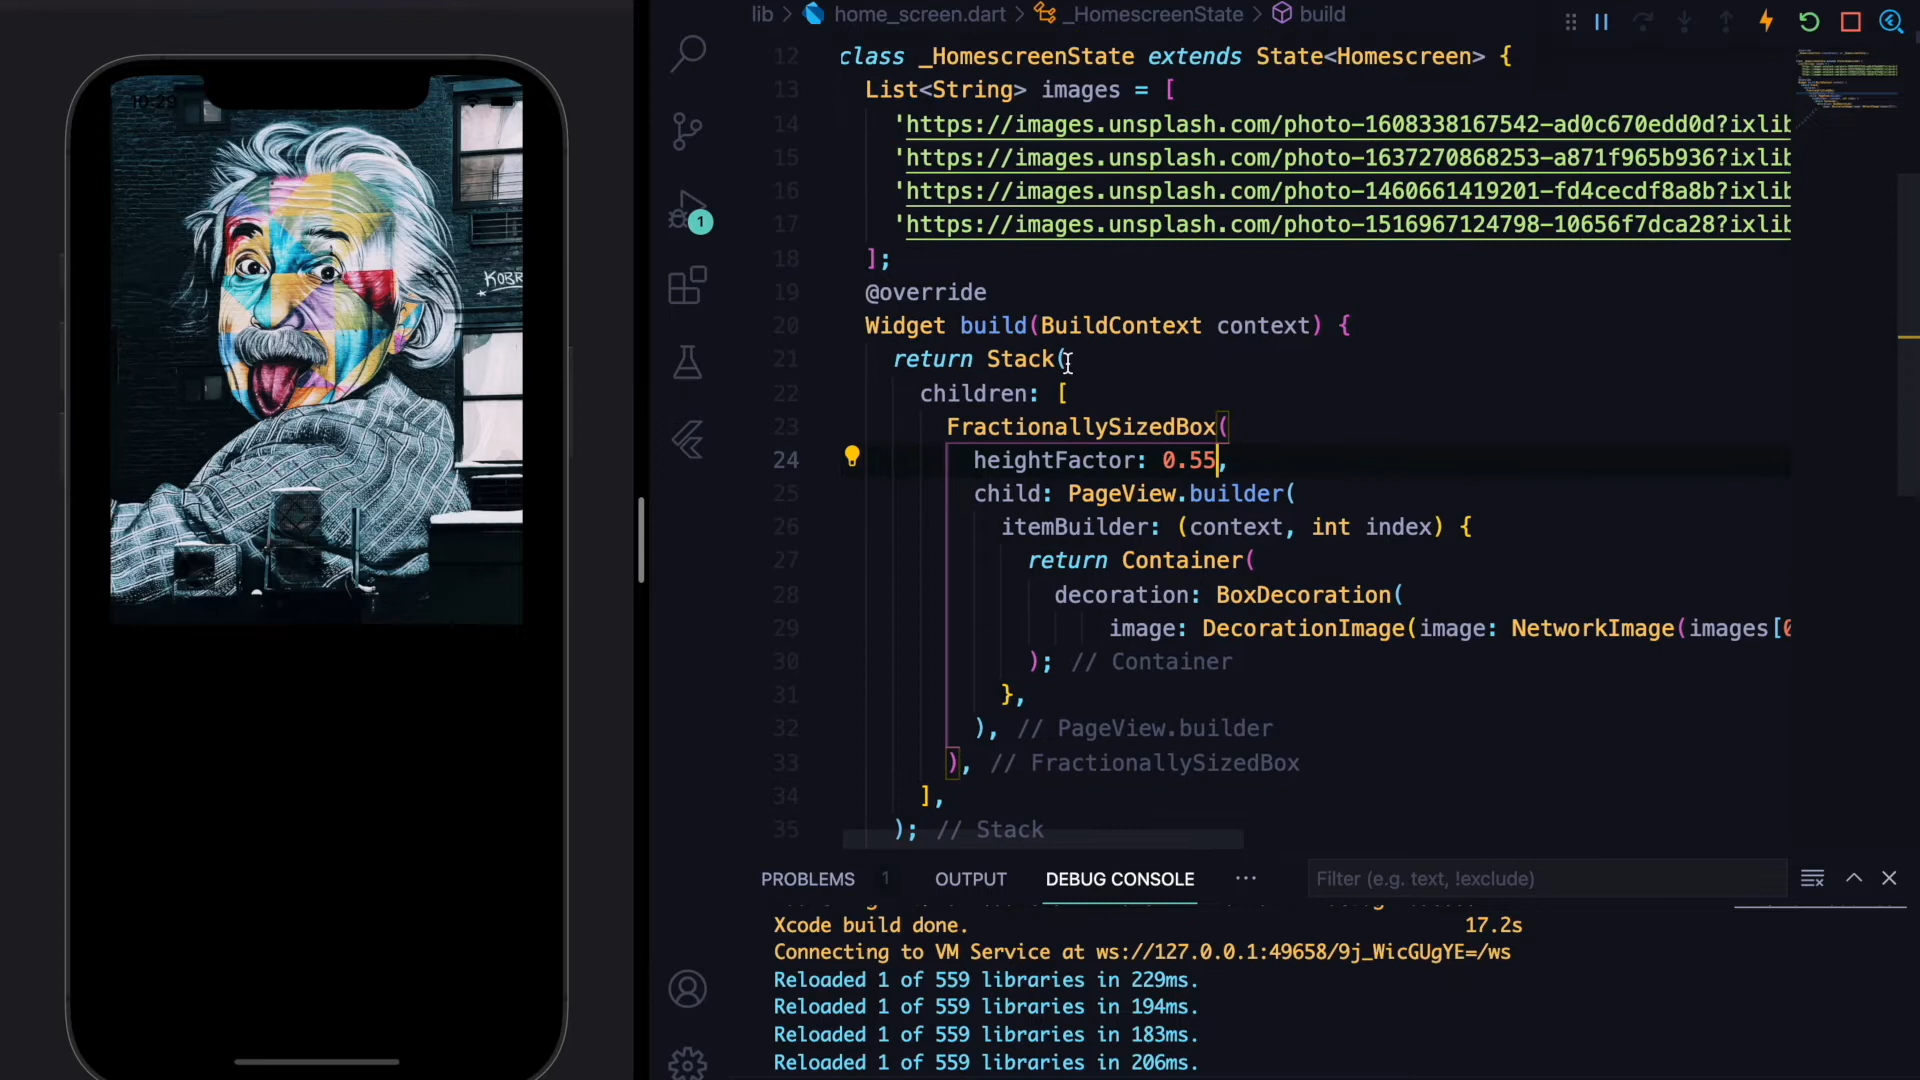 10:29
KOBR
lib > home_screen.dart > _HomescreenState > build
12 class _HomescreenState extends State<Homescreen> {
13 List<String> images = [
14 'https://images.unsplash.com/photo-1608338167542-ad0c670edd0d?ixlib
15 'https://images.unsplash.com/photo-1637270868253-a871f965b936?ixlib
16 'https://images.unsplash.com/photo-1460661419201-fd4cecdf8a8b?ixlib
17 'https://images.unsplash.com/photo-1516967124798-10656f7dca28?ixlib
18 ];
19 @override
20 Widget build(BuildContext context) {
21 return Stack(
22 children: [
23 FractionallySizedBox(
24 heightFactor: 0.55,
25 child: PageView.builder(
26 itemBuilder: (context, int index) {
27 return Container(
28 decoration: BoxDecoration(
29 image: DecorationImage(image: NetworkImage(images[0
30 ); // Container
31 },
32 ), // PageView.builder
33 ), // FractionallySizedBox
34 ],
35 ); // Stack
1
PROBLEMS 1 OUTPUT DEBUG CONSOLE ··· Filter (e.g. text, !exclude)
Xcode build done. 17.2s
Connecting to VM Service at ws://127.0.0.1:49658/9j_WicGUgYE=/ws
Reloaded 1 of 559 libraries in 229ms.
Reloaded 1 of 559 libraries in 194ms.
Reloaded 1 of 559 libraries in 183ms.
Reloaded 1 of 559 libraries in 206ms.